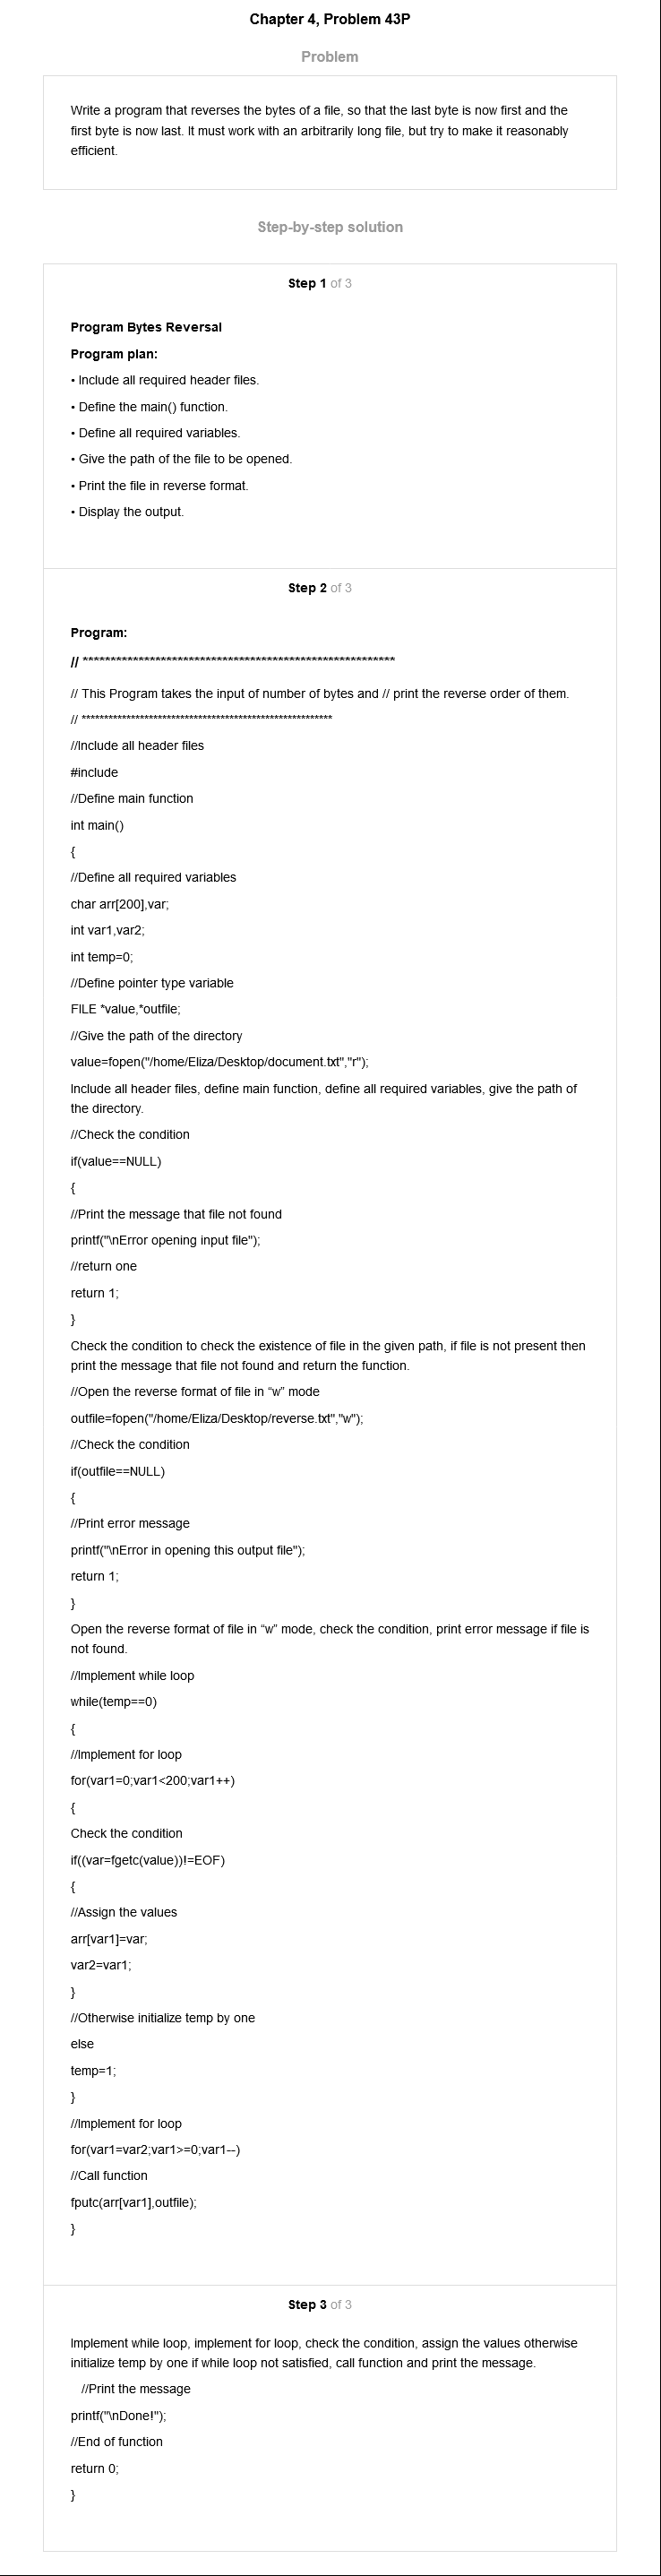 Chapter 4, Problem 43P
Problem
Write a program that reverses the bytes of a file, so that the last byte is now first and the
first byte is now last. It must work with an arbitrarily long file, but try to make it reasonably
efficient.
Step-by-step solution
Step 1 of 3
Program Bytes Reversal
Program plan:
• Include all required header files.
• Define the main() function.
• Define all required variables.
• Give the path of the file to be opened.
• Print the file in reverse format.
• Display the output.
Step 2 of 3
Program:
// ********************************************************
// This Program takes the input of number of bytes and // print the reverse order of them.
// ********************************************************
//Include all header files
#include
//Define main function
int main()
{
//Define all required variables
char arr[200],var;
int var1,var2;
int temp=0;
//Define pointer type variable
FILE *value,*outfile;
//Give the path of the directory
value=fopen("/home/Eliza/Desktop/document.txt","r");
Include all header files, define main function, define all required variables, give the path of
the directory.
//Check the condition
if(value==NULL)
{
//Print the message that file not found
printf("\nError opening input file");
//return one
return 1;
}
Check the condition to check the existence of file in the given path, if file is not present then
print the message that file not found and return the function.
//Open the reverse format of file in “w” mode
outfile=fopen("/home/Eliza/Desktop/reverse.txt","w");
//Check the condition
if(outfile==NULL)
{
//Print error message
printf("\nError in opening this output file");
return 1;
}
Open the reverse format of file in “w” mode, check the condition, print error message if file is
not found.
//Implement while loop
while(temp==0)
{
//Implement for loop
for(var1=0;var1<200;var1++)
{
Check the condition
if((var=fgetc(value))!=EOF)
{
//Assign the values
arr[var1]=var;
var2=var1;
}
//Otherwise initialize temp by one
else
temp=1;
}
//Implement for loop
for(var1=var2;var1>=0;var1--)
//Call function
fputc(arr[var1],outfile);
}
Step 3 of 3
Implement while loop, implement for loop, check the condition, assign the values otherwise
initialize temp by one if while loop not satisfied, call function and print the message.
//Print the message
printf("\nDone!");
//End of function
return 0;
}